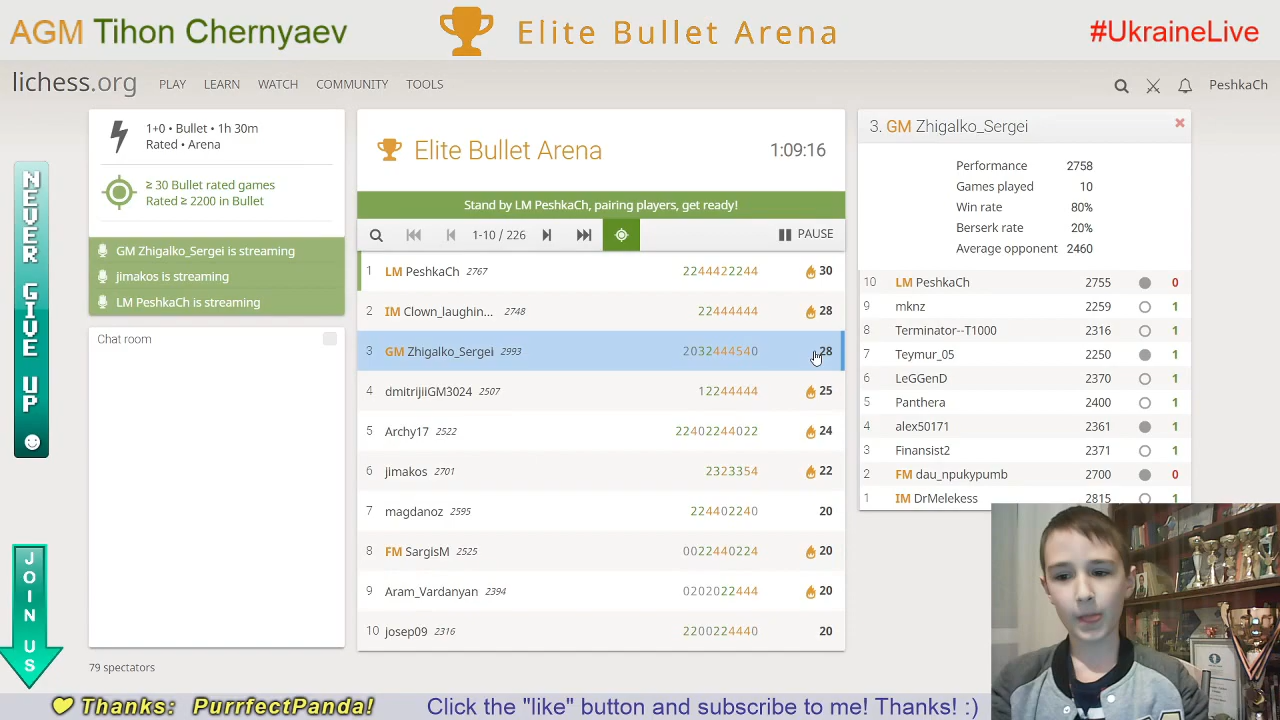 AGM Tihon Chernyaev
Elite Bullet Arena
#UkraineLive
lichess.org PLAY LEARN WATCH COMMUNITY TOOLS PeshkaCh
NEVER GIVE UP
JOIN US
1+0 • Bullet • 1h 30m
Rated • Arena
≥ 30 Bullet rated games
Rated ≥ 2200 in Bullet
GM Zhigalko_Sergei is streaming
jimakos is streaming
LM PeshkaCh is streaming
Chat room
79 spectators
Elite Bullet Arena 1:09:16
Stand by LM PeshkaCh, pairing players, get ready!
1-10 / 226 PAUSE
1 LM PeshkaCh 2767 2244422244 30
2 IM Clown_laughin... 2748 22444444 28
3 GM Zhigalko_Sergei 2993 2032444540 28
4 dmitrijiiGM3024 2507 12244444 25
5 Archy17 2522 22402244022 24
6 jimakos 2701 2323354 22
7 magdanoz 2595 224402240 20
8 FM SargisM 2525 0022440224 20
9 Aram_Vardanyan 2394 020202244​4 20
10 josep09 2316 2200224440 20
3. GM Zhigalko_Sergei
Performance 2758
Games played 10
Win rate 80%
Berserk rate 20%
Average opponent 2460
10 LM PeshkaCh 2755 0
9 mknz 2259 1
8 Terminator--T1000 2316 1
7 Teymur_05 2250 1
6 LeGGenD 2370 1
5 Panthera 2400 1
4 alex50171 2361 1
3 Finansist2 2371 1
2 FM dau_npukypumb 2700 0
1 IM DrMelekess 2815 1
Thanks: PurrfectPanda!
Click the "like" button and subscribe to me! Thanks! :)